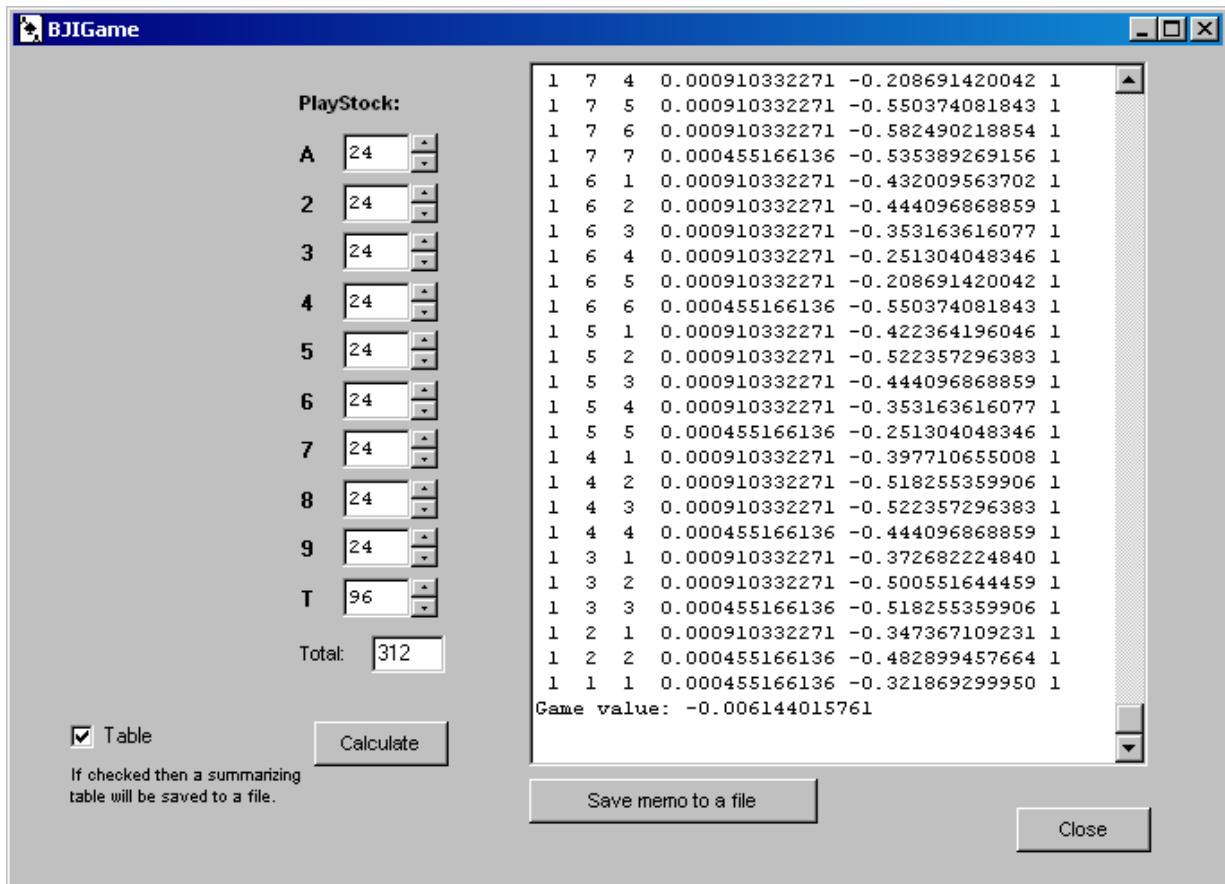 BJIGame
PlayStock:
A 24
2 24
3 24
4 24
5 24
6 24
7 24
8 24
9 24
T 96
Total: 312
Table
If checked then a summarizing
table will be saved to a file.
Calculate
1 7 4 0.000910332271 -0.208691420042 1
1 7 5 0.000910332271 -0.550374081843 1
1 7 6 0.000910332271 -0.582490218854 1
1 7 7 0.000455166136 -0.535389269156 1
1 6 1 0.000910332271 -0.432009563702 1
1 6 2 0.000910332271 -0.444096868859 1
1 6 3 0.000910332271 -0.353163616077 1
1 6 4 0.000910332271 -0.251304048346 1
1 6 5 0.000910332271 -0.208691420042 1
1 6 6 0.000455166136 -0.550374081843 1
1 5 1 0.000910332271 -0.422364196046 1
1 5 2 0.000910332271 -0.522357296383 1
1 5 3 0.000910332271 -0.444096868859 1
1 5 4 0.000910332271 -0.353163616077 1
1 5 5 0.000455166136 -0.251304048346 1
1 4 1 0.000910332271 -0.397710655008 1
1 4 2 0.000910332271 -0.518255359906 1
1 4 3 0.000910332271 -0.522357296383 1
1 4 4 0.000455166136 -0.444096868859 1
1 3 1 0.000910332271 -0.372682224840 1
1 3 2 0.000910332271 -0.500551644459 1
1 3 3 0.000455166136 -0.518255359906 1
1 2 1 0.000910332271 -0.347367109231 1
1 2 2 0.000455166136 -0.482899457664 1
1 1 1 0.000455166136 -0.321869299950 1
Game value: -0.006144015761
Save memo to a file
Close